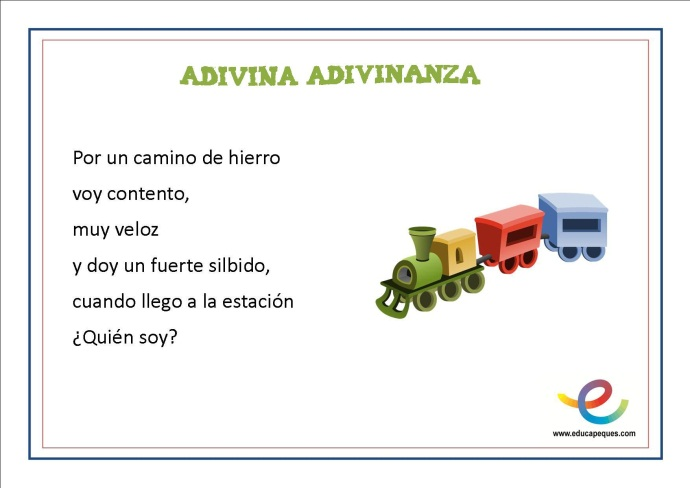 ADIVINA ADIVINANZA
Por un camino de hierro
voy contento,
muy veloz
y doy un fuerte silbido,
cuando llego a la estación
¿Quién soy?
www.educapeques.com